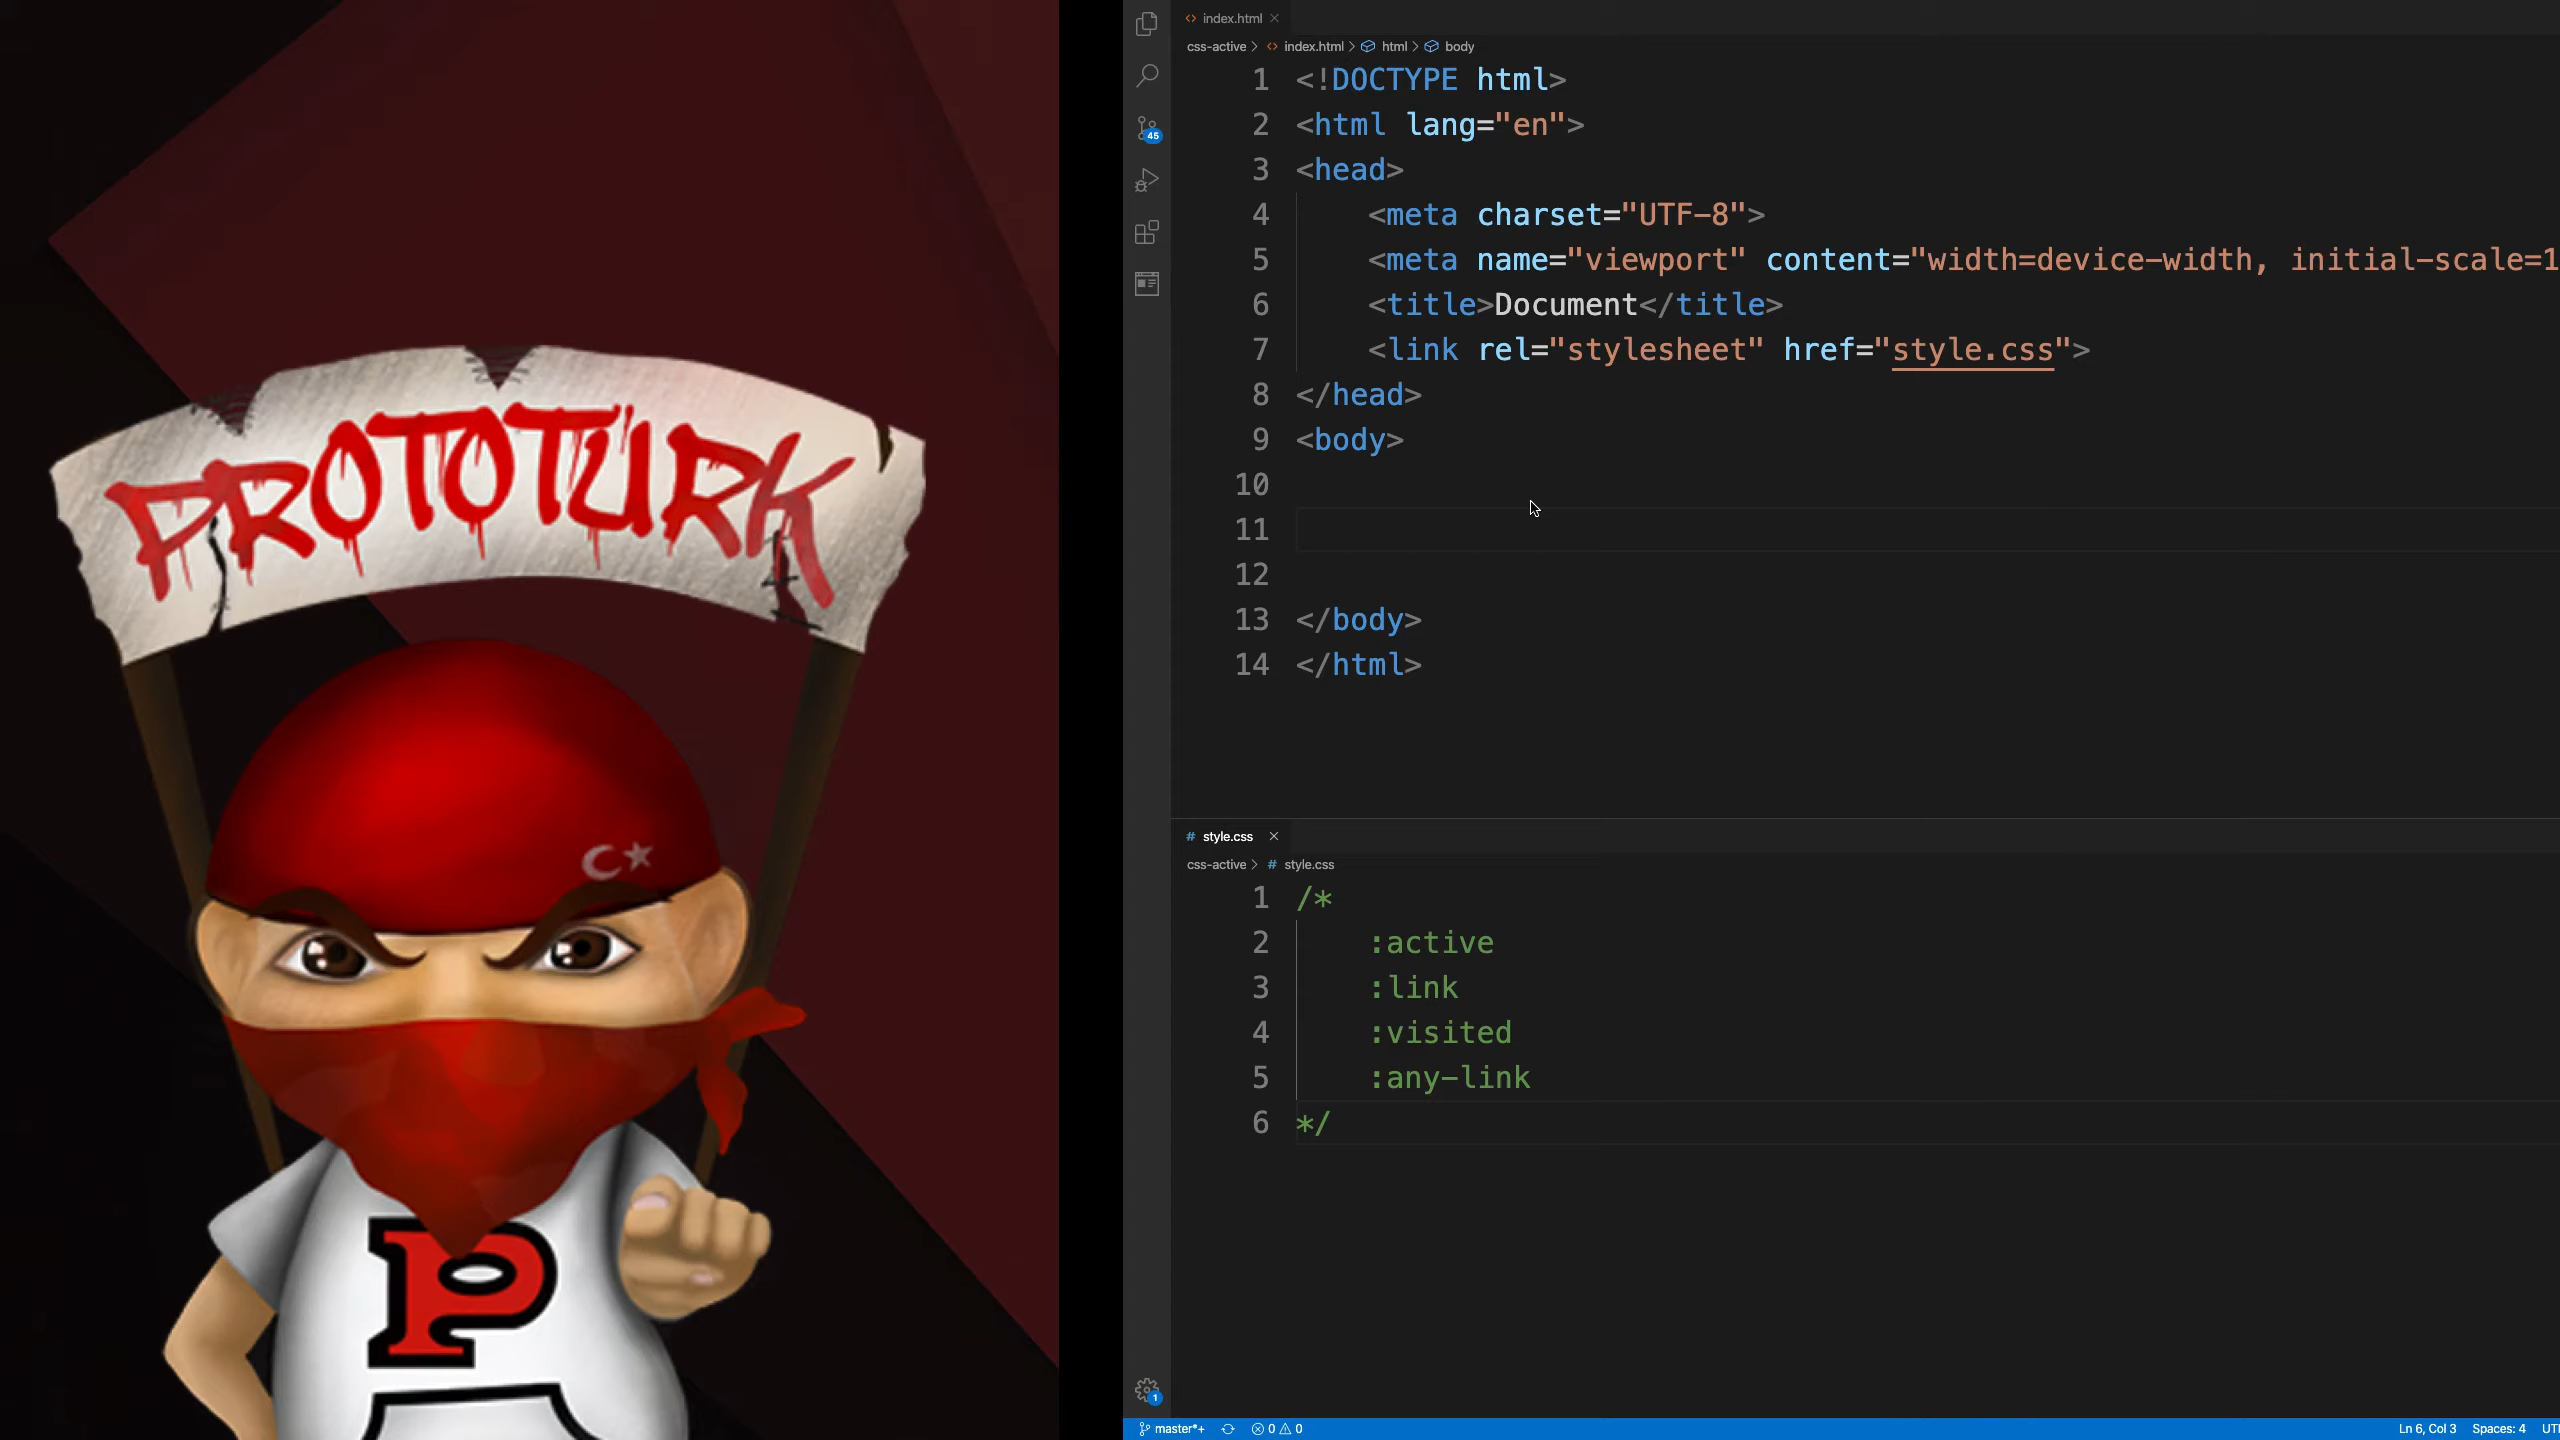 PROTOTÜRK
P
index.html
css-active > index.html > html > body
1 <!DOCTYPE html>
2 <html lang="en">
3 <head>
4 <meta charset="UTF-8">
5 <meta name="viewport" content="width=device-width, initial-scale=1
6 <title>Document</title>
7 <link rel="stylesheet" href="style.css">
8 </head>
9 <body>
10
11
12
13 </body>
14 </html>
45
# style.css
css-active > # style.css
1 /*
2 :active
3 :link
4 :visited
5 :any-link
6 */
1
master*+ 0 0 Ln 6, Col 3 Spaces: 4 UT